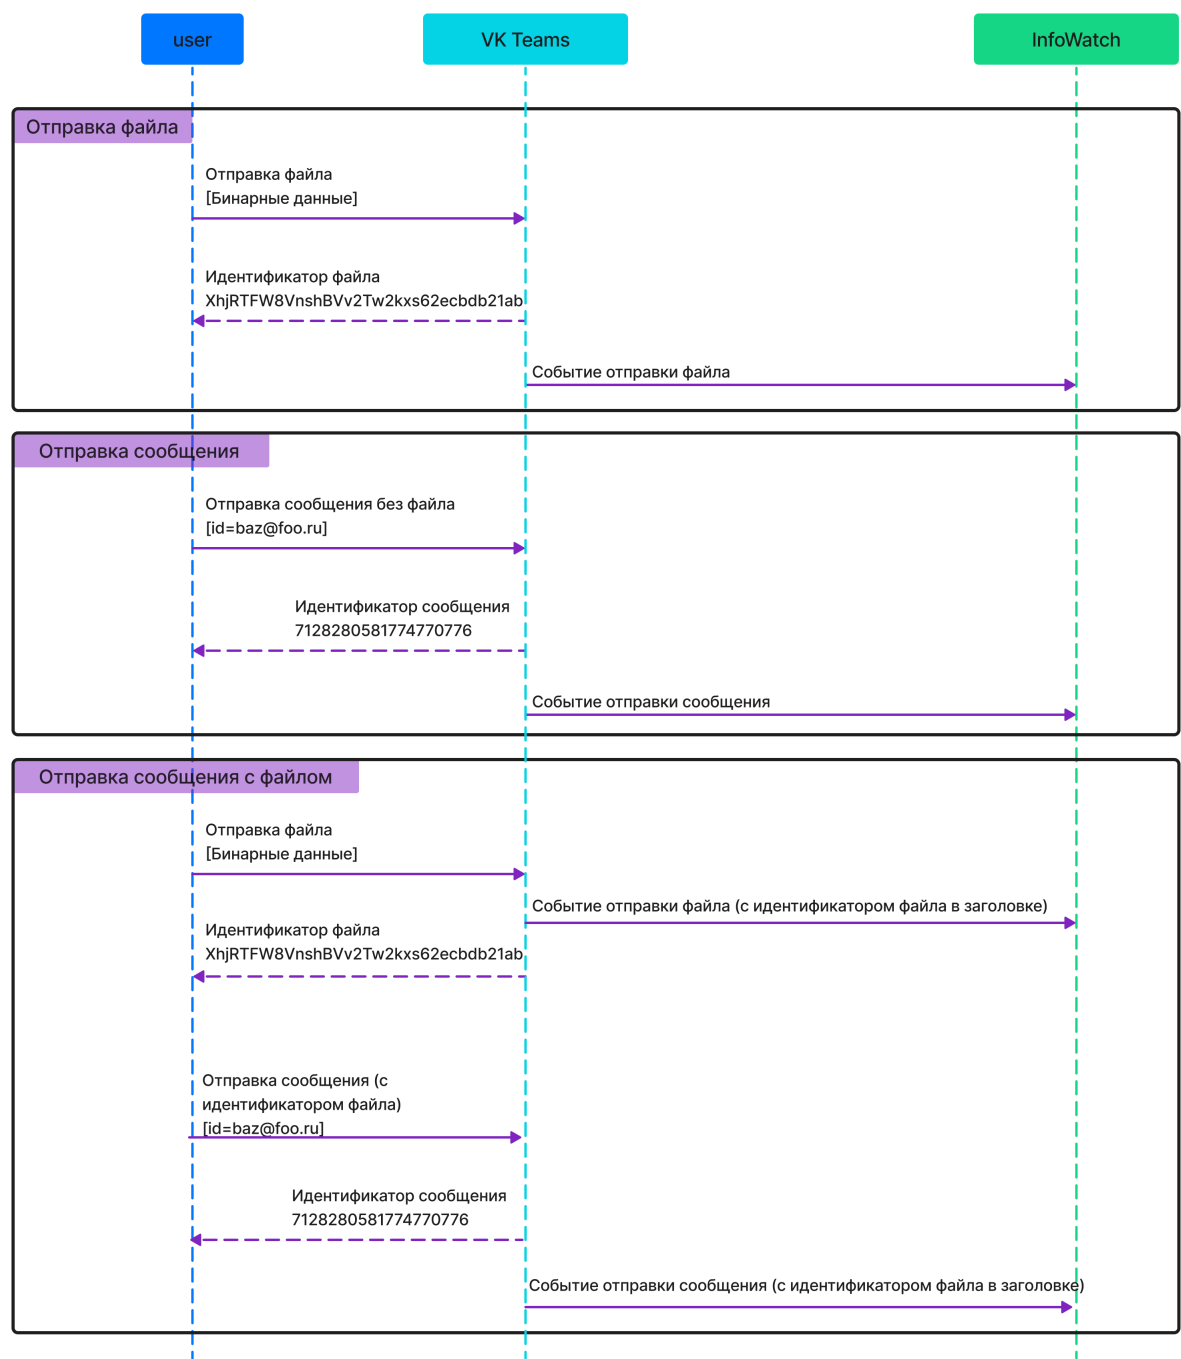 user
VK Teams
InfoWatch
Отправка файла
Отправка файла
[Бинарные данные]
Идентификатор файла
XhjRTFW8VnshBVv2Tw2kxs62ecbdb21ab
Событие отправки файла
Отправка сообщения
Отправка сообщения без файла
[id=baz@foo.ru]
Идентификатор сообщения
7128280581774770776
Событие отправки сообщения
Отправка сообщения с файлом
Отправка файла
[Бинарные данные]
Событие отправки файла (с идентификатором файла в заголовке)
Идентификатор файла
XhjRTFW8VnshBVv2Tw2kxs62ecbdb21ab
Отправка сообщения (с
идентификатором файла)
[id=baz@foo.ru]
Идентификатор сообщения
7128280581774770776
Событие отправки сообщения (с идентификатором файла в заголовке)